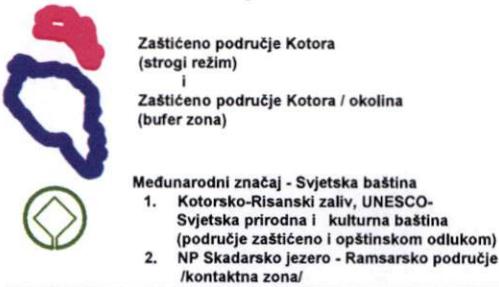 Zaštićeno područje Kotora
(strogi režim)
i
Zaštićeno područje Kotora / okolina
(bufer zona)
Međunarodni značaj - Svjetska baština
1. Kotorsko-Risanski zaliv, UNESCO-
Svjetska prirodna i kulturna baština
(područje zaštićeno i opštinskom odlukom)
2. NP Skadarsko jezero - Ramsarsko područje
/kontaktna zona/